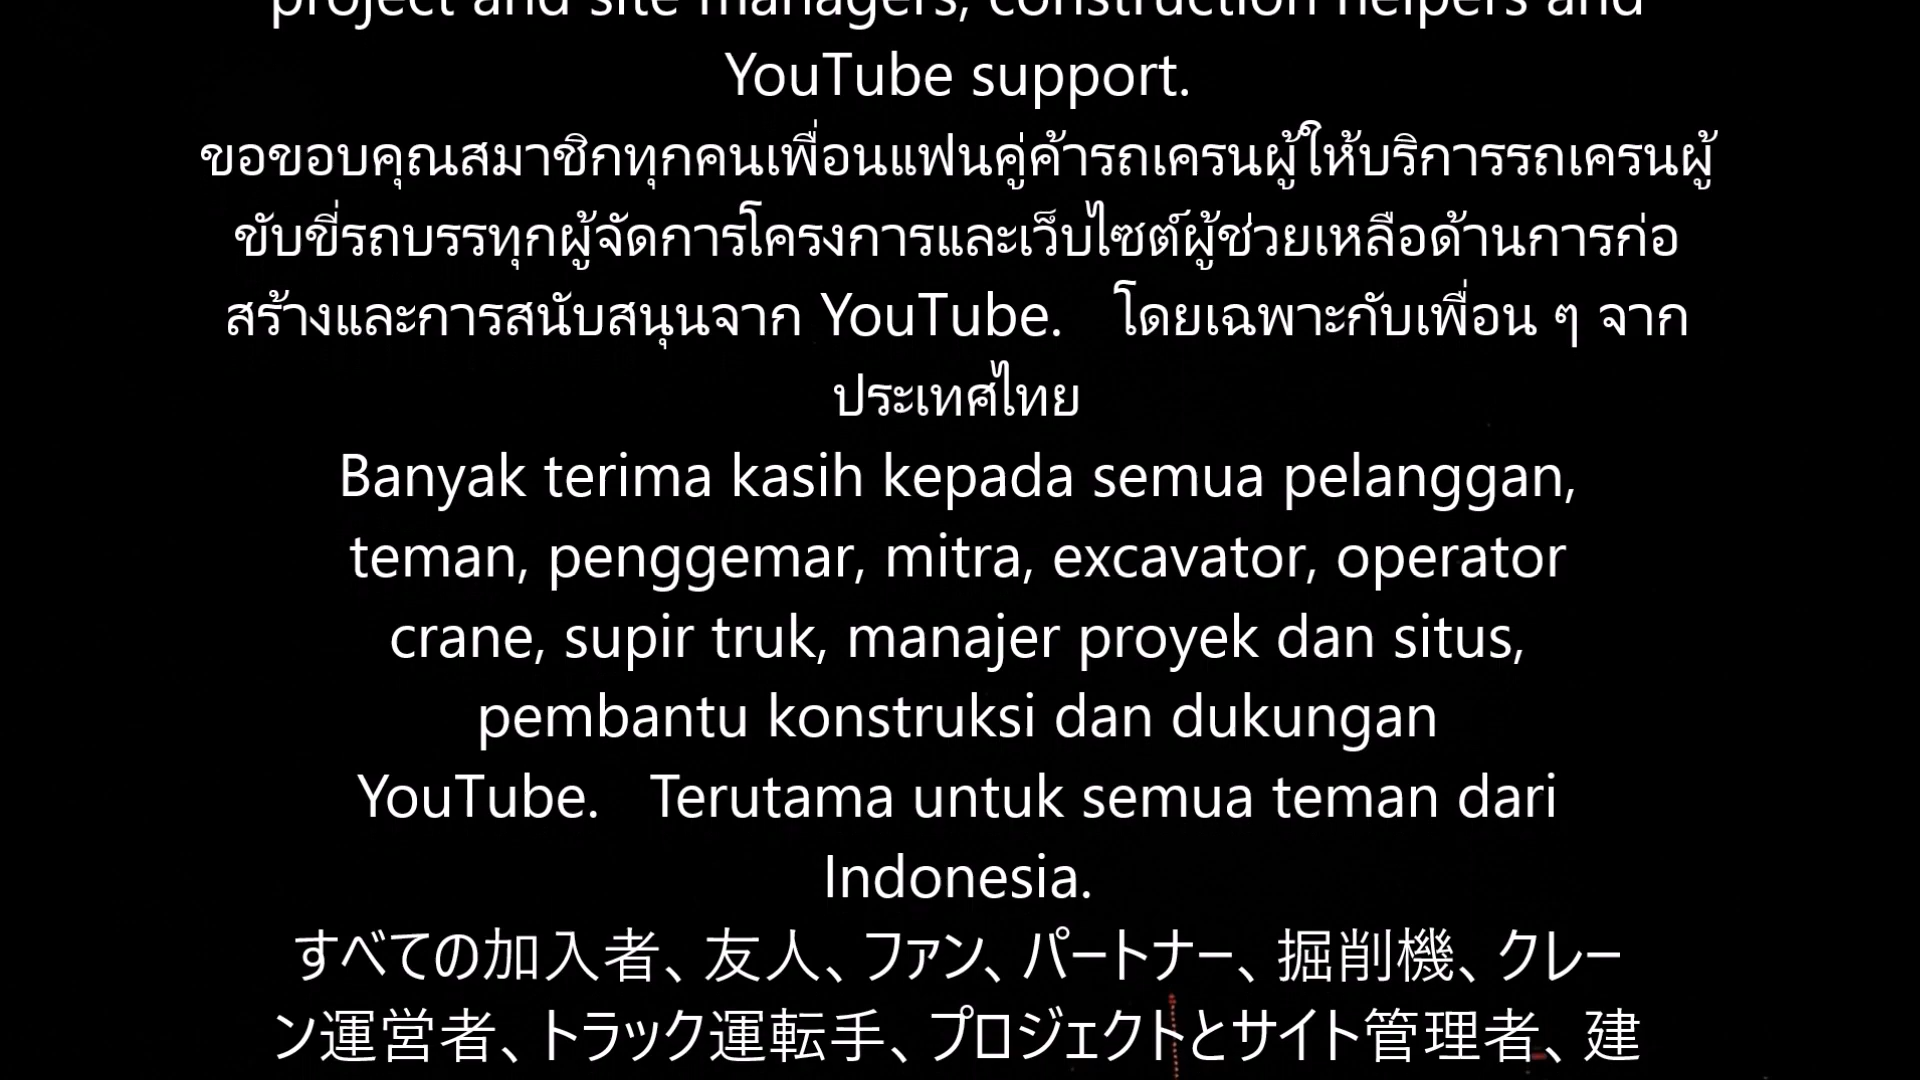 project and site managers, construction helpers and
YouTube support.
ขอขอบคุณสมาชิกทุกคนเพื่อนแฟนคู่ค้ารถเครนผู้ให้บริการรถเครนผู้
ขับขี่รถบรรทุกผู้จัดการโครงการและเว็บไซต์ผู้ช่วยเหลือด้านการก่อ
สร้างและการสนับสนุนจาก YouTube. โดยเฉพาะกับเพื่อน ๆ จาก
ประเทศไทย
Banyak terima kasih kepada semua pelanggan,
teman, penggemar, mitra, excavator, operator
crane, supir truk, manajer proyek dan situs,
pembantu konstruksi dan dukungan
YouTube. Terutama untuk semua teman dari
Indonesia.
すべての加入者、友人、ファン、パートナー、掘削機、クレー
ン運営者、トラック運転手、プロジェクトとサイト管理者、建